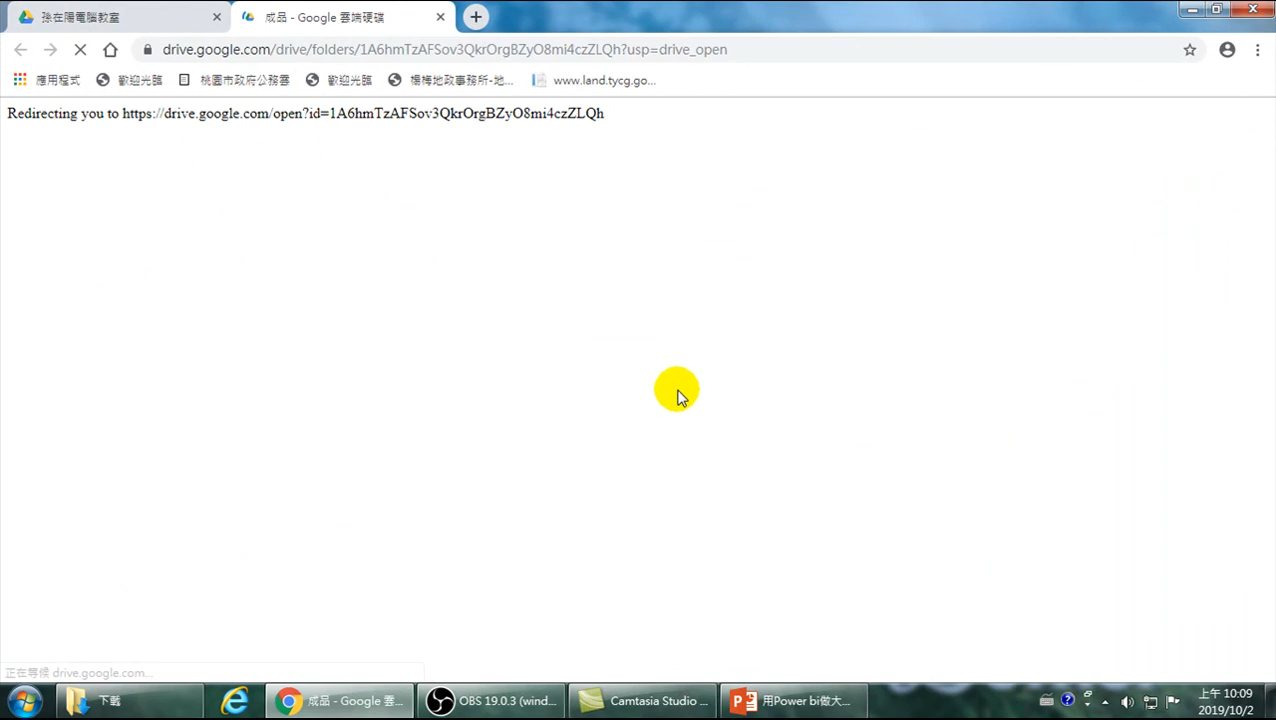 孫在陽電腦教室
成品 - Google 雲端硬碟
drive.google.com/drive/folders/1A6hmTzAFSov3QkrOrgBZyO8mi4czZLQh?usp=drive_open
應用程式 歡迎光臨 桃園市政府公務雲 歡迎光臨 楊梅地政事務所-地... www.land.tycg.go...
Redirecting you to https://drive.google.com/open?id=1A6hmTzAFSov3QkrOrgBZyO8mi4czZLQh
正在等候 drive.google.com...
下載
成品 - Google 雲...
OBS 19.0.3 (wind...
Camtasia Studio ...
用Power bi做大...
上午 10:09
2019/10/2